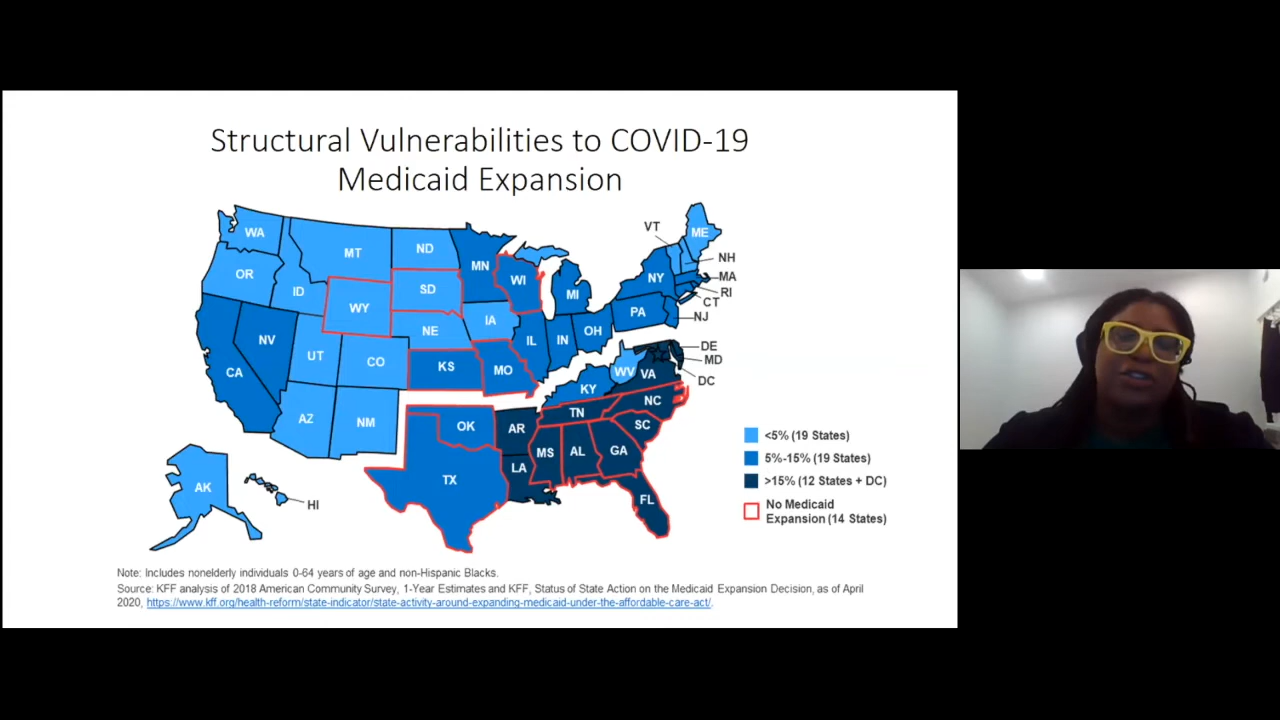 Structural Vulnerabilities to COVID-19
Medicaid Expansion
WA
MT
ND
MN
VT
ME
OR
ID
WY
SD
WI
MI
NY
NH
MA
RI
CT
NJ
NV
UT
CO
NE
IA
IL
IN
OH
PA
DE
MD
DC
CA
KS
MO
KY
WV
VA
AZ
NM
OK
AR
TN
NC
SC
MS
AL
GA
TX
LA
FL
AK
HI
<5% (19 States)
5%-15% (19 States)
>15% (12 States + DC)
No Medicaid
Expansion (14 States)
Note: Includes nonelderly individuals 0-64 years of age and non-Hispanic Blacks.
Source: KFF analysis of 2018 American Community Survey, 1-Year Estimates and KFF, Status of State Action on the Medicaid Expansion Decision, as of April
2020, https://www.kff.org/health-reform/state-indicator/state-activity-around-expanding-medicaid-under-the-affordable-care-act/.